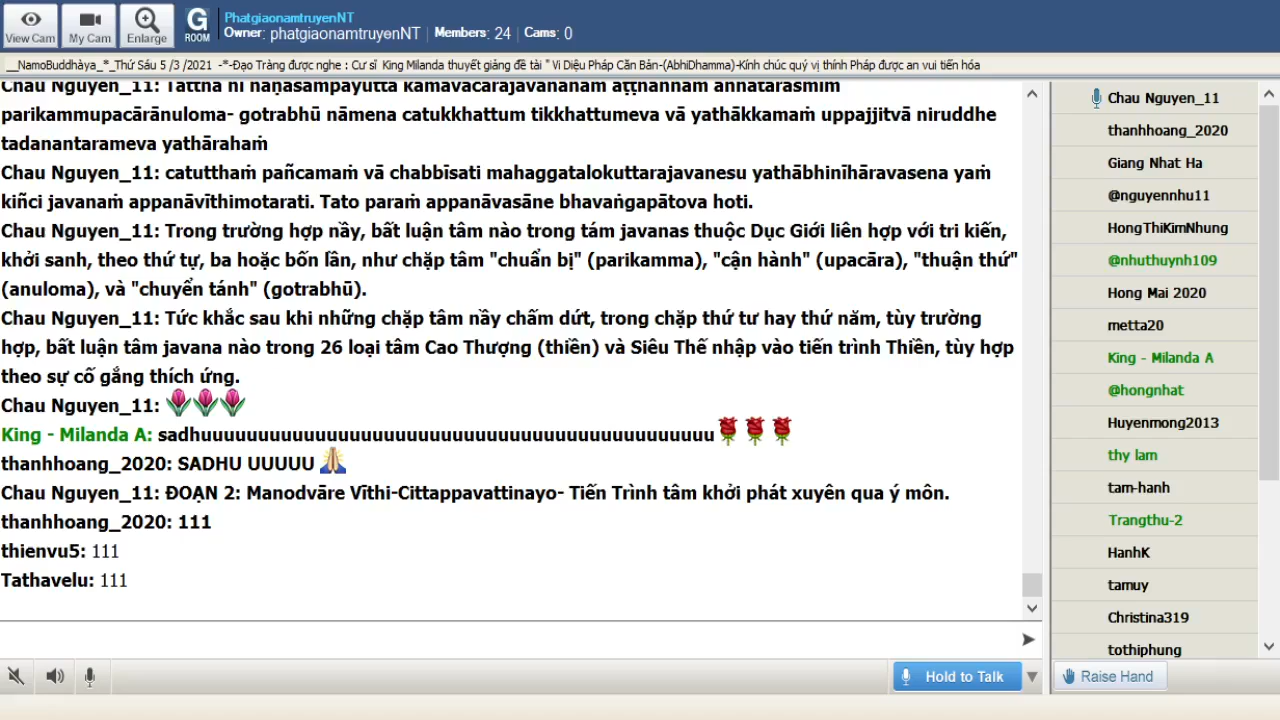 View Cam
My Cam
Enlarge
G
ROOM
PhatgiaonamtruyenNT
Owner: phatgiaonamtruyenNT | Members: 24 | Cams: 0
__NamoBuddhàya_*_Thứ Sáu 5 /3 /2021 -*-Đạo Tràng được nghe : Cư sĩ King Milanda thuyết giảng đề tài " Vi Diệu Pháp Căn Bản-(AbhiDhamma)-Kính chúc quý vị thính Pháp được an vui tiến hóa
Chau Nguyen_11: Tattha hi ñāṇasampayutta kāmāvacarajavanānaṁ aṭṭhannaṁ aññatarasmiṁ
parikammupacārānuloma- gotrabhū nāmena catukkhattum tikkhattumeva vā yathākkamaṁ uppajjitvā niruddhe
tadanantarameva yathārahaṁ
Chau Nguyen_11: catutthaṁ pañcamaṁ vā chabbīsati mahaggatalokuttarajavanesu yathābhinīhāravasena yaṁ
kiñci javanaṁ appanāvīthimotarati. Tato paraṁ appanāvasāne bhavaṅgapātova hoti.
Chau Nguyen_11: Trong trường hợp nầy, bất luận tâm nào trong tám javanas thuộc Dục Giới liên hợp với tri kiến,
khởi sanh, theo thứ tự, ba hoặc bốn lần, như chặp tâm "chuẩn bị" (parikamma), "cận hành" (upacāra), "thuận thứ"
(anuloma), và "chuyển tánh" (gotrabhū).
Chau Nguyen_11: Tức khắc sau khi những chặp tâm nầy chấm dứt, trong chặp thứ tư hay thứ năm, tùy trường
hợp, bất luận tâm javana nào trong 26 loại tâm Cao Thượng (thiền) và Siêu Thế nhập vào tiến trình Thiền, tùy hợp
theo sự cố gắng thích ứng.
Chau Nguyen_11: 🌷🌷🌷
King - Milanda A: sadhuuuuuuuuuuuuuuuuuuuuuuuuuuuuuuuuuuuuuuuuuuuuu🌹🌹🌹
thanhhoang_2020: SADHU UUUUU 🙏
Chau Nguyen_11: ĐOẠN 2: Manodvāre Vīthi-Cittappavattinayo- Tiến Trình tâm khởi phát xuyên qua ý môn.
thanhhoang_2020: 111
thienvu5: 111
Tathavelu: 111
Hold to Talk
Chau Nguyen_11
thanhhoang_2020
Giang Nhat Ha
@nguyennhu11
HongThiKimNhung
@nhuthuynh109
Hong Mai 2020
metta20
King - Milanda A
@hongnhat
Huyenmong2013
thy lam
tam-hanh
Trangthu-2
HanhK
tamuy
Christina319
tothiphung
Raise Hand